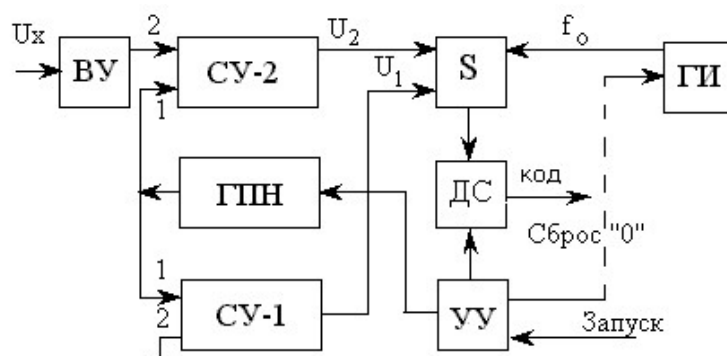 Ux
ВУ
2
1
СУ-2
U2
U1
S
fo
ГИ
ГПН
ДС
код
Сброс "0"
1
2
СУ-1
УУ
Запуск